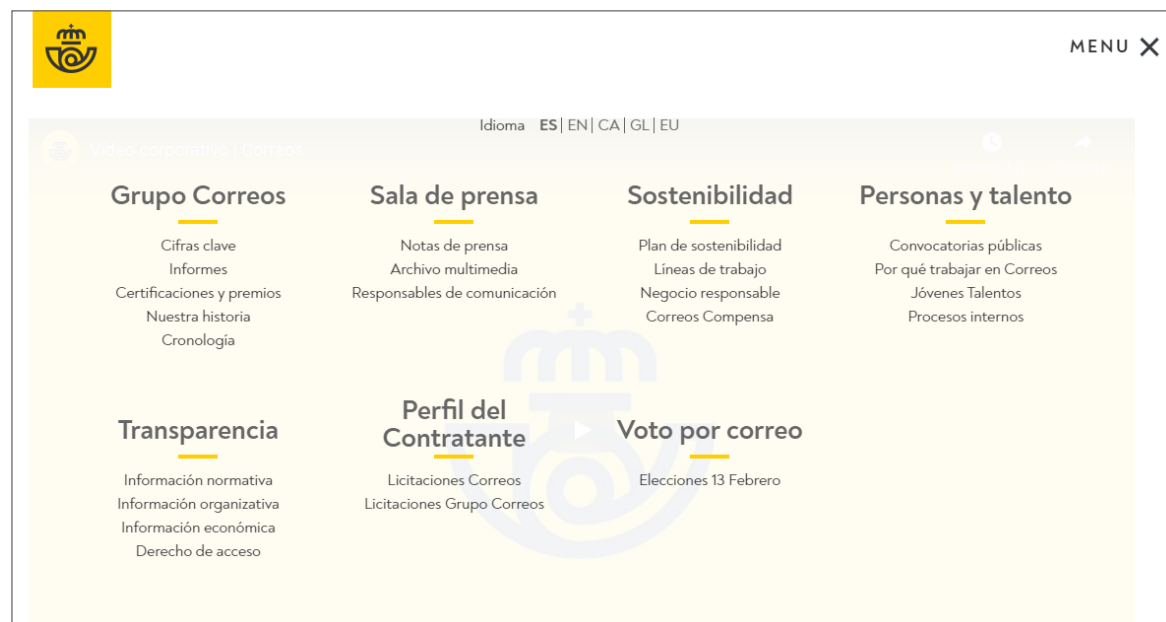 MENU
Idioma ES| EN| CA| GL| EU
Vídeo corporativo | Correos
Grupo Correos
Cifras clave
Informes
Certificaciones y premios
Nuestra historia
Cronología
Sala de prensa
Notas de prensa
Archivo multimedia
Responsables de comunicación
Sostenibilidad
Plan de sostenibilidad
Líneas de trabajo
Negocio responsable
Correos Compensa
Personas y talento
Convocatorias públicas
Por qué trabajar en Correos
Jóvenes Talentos
Procesos internos
Transparencia
Información normativa
Información organizativa
Información económica
Derecho de acceso
Perfil del
Contratante
Licitaciones Correos
Licitaciones Grupo Correos
Voto por correo
Elecciones 13 Febrero